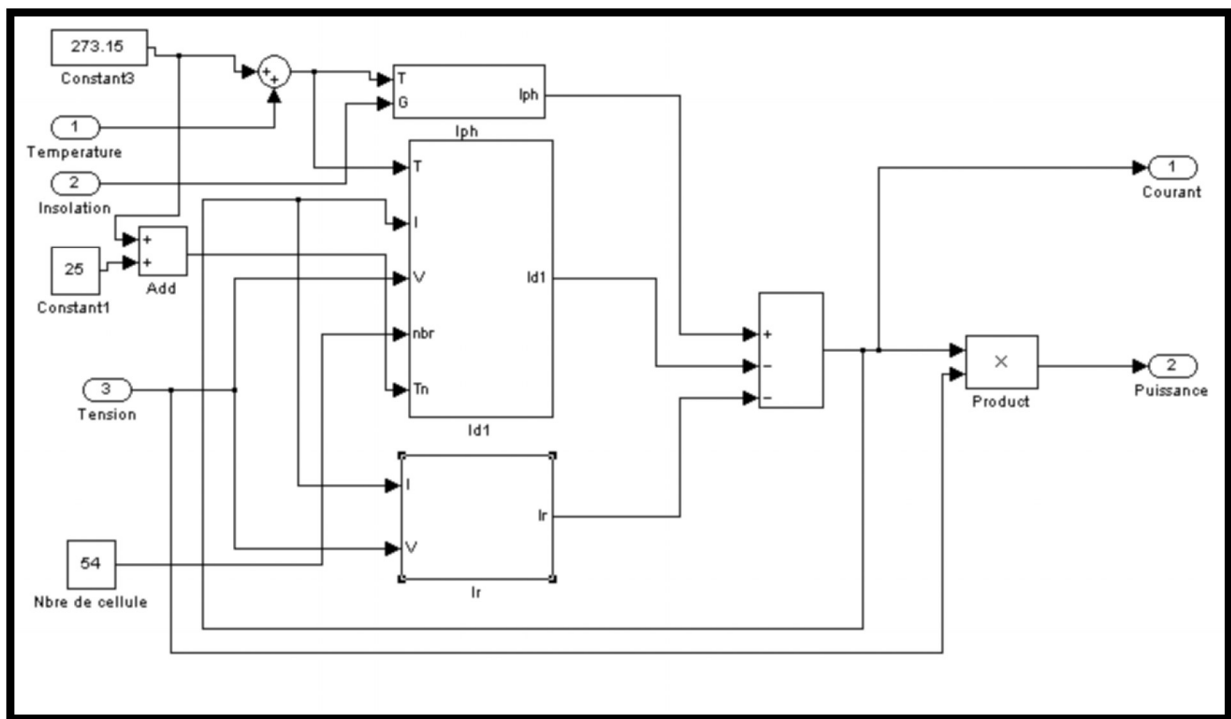 273.15
Constant3
+
+
1
Temperature
2
Insolation
T
G
Iph
Iph
+
+
Add
25
Constant1
T
I
V
nbr
Tn
Id1
Id1
3
Tension
I
V
Ir
Ir
54
Nbre de cellule
+
−
−
×
Product
1
Courant
2
Puissance